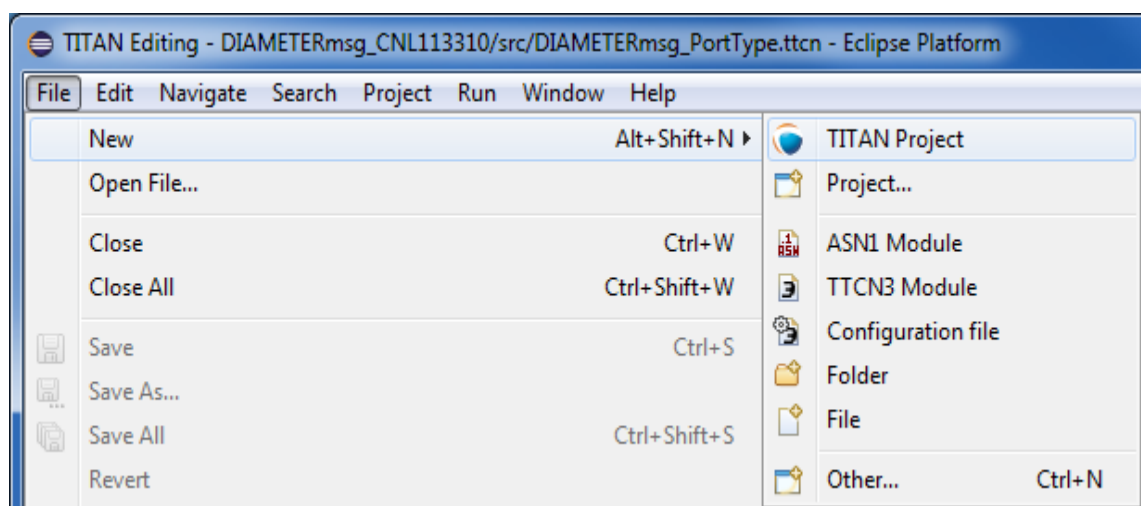 TITAN Editing - DIAMETERmsg_CNL113310/src/DIAMETERmsg_PortType.ttcn - Eclipse Platform
File Edit Navigate Search Project Run Window Help
New Alt+Shift+N
Open File...
Close Ctrl+W
Close All Ctrl+Shift+W
Save Ctrl+S
Save As...
Save All Ctrl+Shift+S
Revert
TITAN Project
Project...
ASN1 Module
TTCN3 Module
Configuration file
Folder
File
Other... Ctrl+N